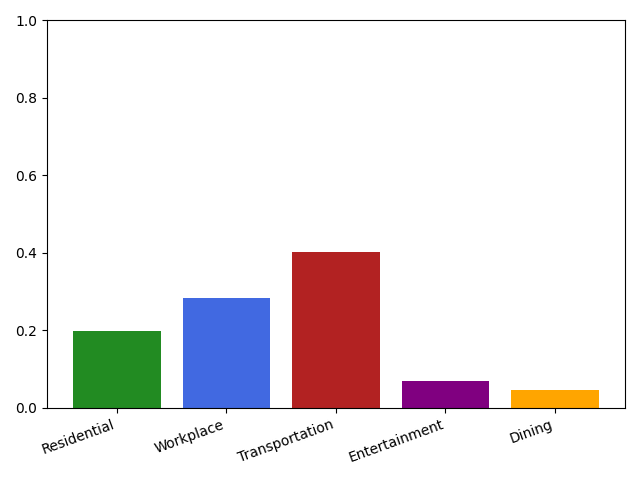 1.0
0.8
0.6
0.4
0.2
0.0
Residential
Workplace
Transportation
Entertainment
Dining